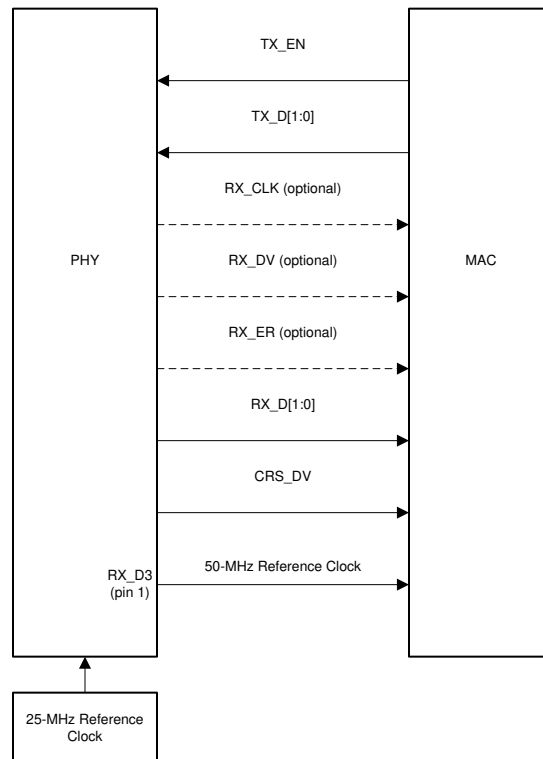 TX_EN
TX_D[1:0]
RX_CLK (optional)
PHY
RX_DV (optional)
MAC
RX_ER (optional)
RX_D[1:0]
CRS_DV
RX_D3
(pin 1)
50-MHz Reference Clock
25-MHz Reference
Clock